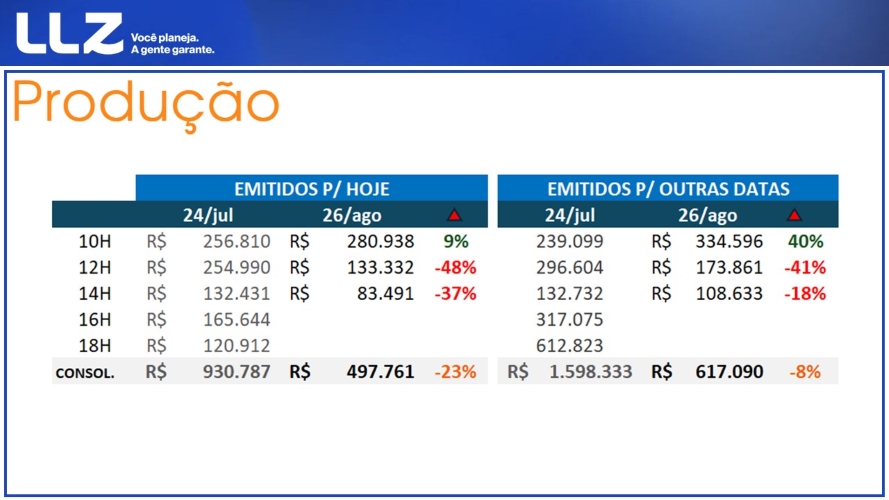 LLZ Você planeja.
A gente garante.
Produção
EMITIDOS P/ HOJE EMITIDOS P/ OUTRAS DATAS
24/jul 26/ago 24/jul 26/ago
10H R$ 256.810 R$ 280.938 9% 239.099 R$ 334.596 40%
12H R$ 254.990 R$ 133.332 -48% 296.604 R$ 173.861 -41%
14H R$ 132.431 R$ 83.491 -37% 132.732 R$ 108.633 -18%
16H R$ 165.644 317.075
18H R$ 120.912 612.823
CONSOL. R$ 930.787 R$ 497.761 -23% R$ 1.598.333 R$ 617.090 -8%